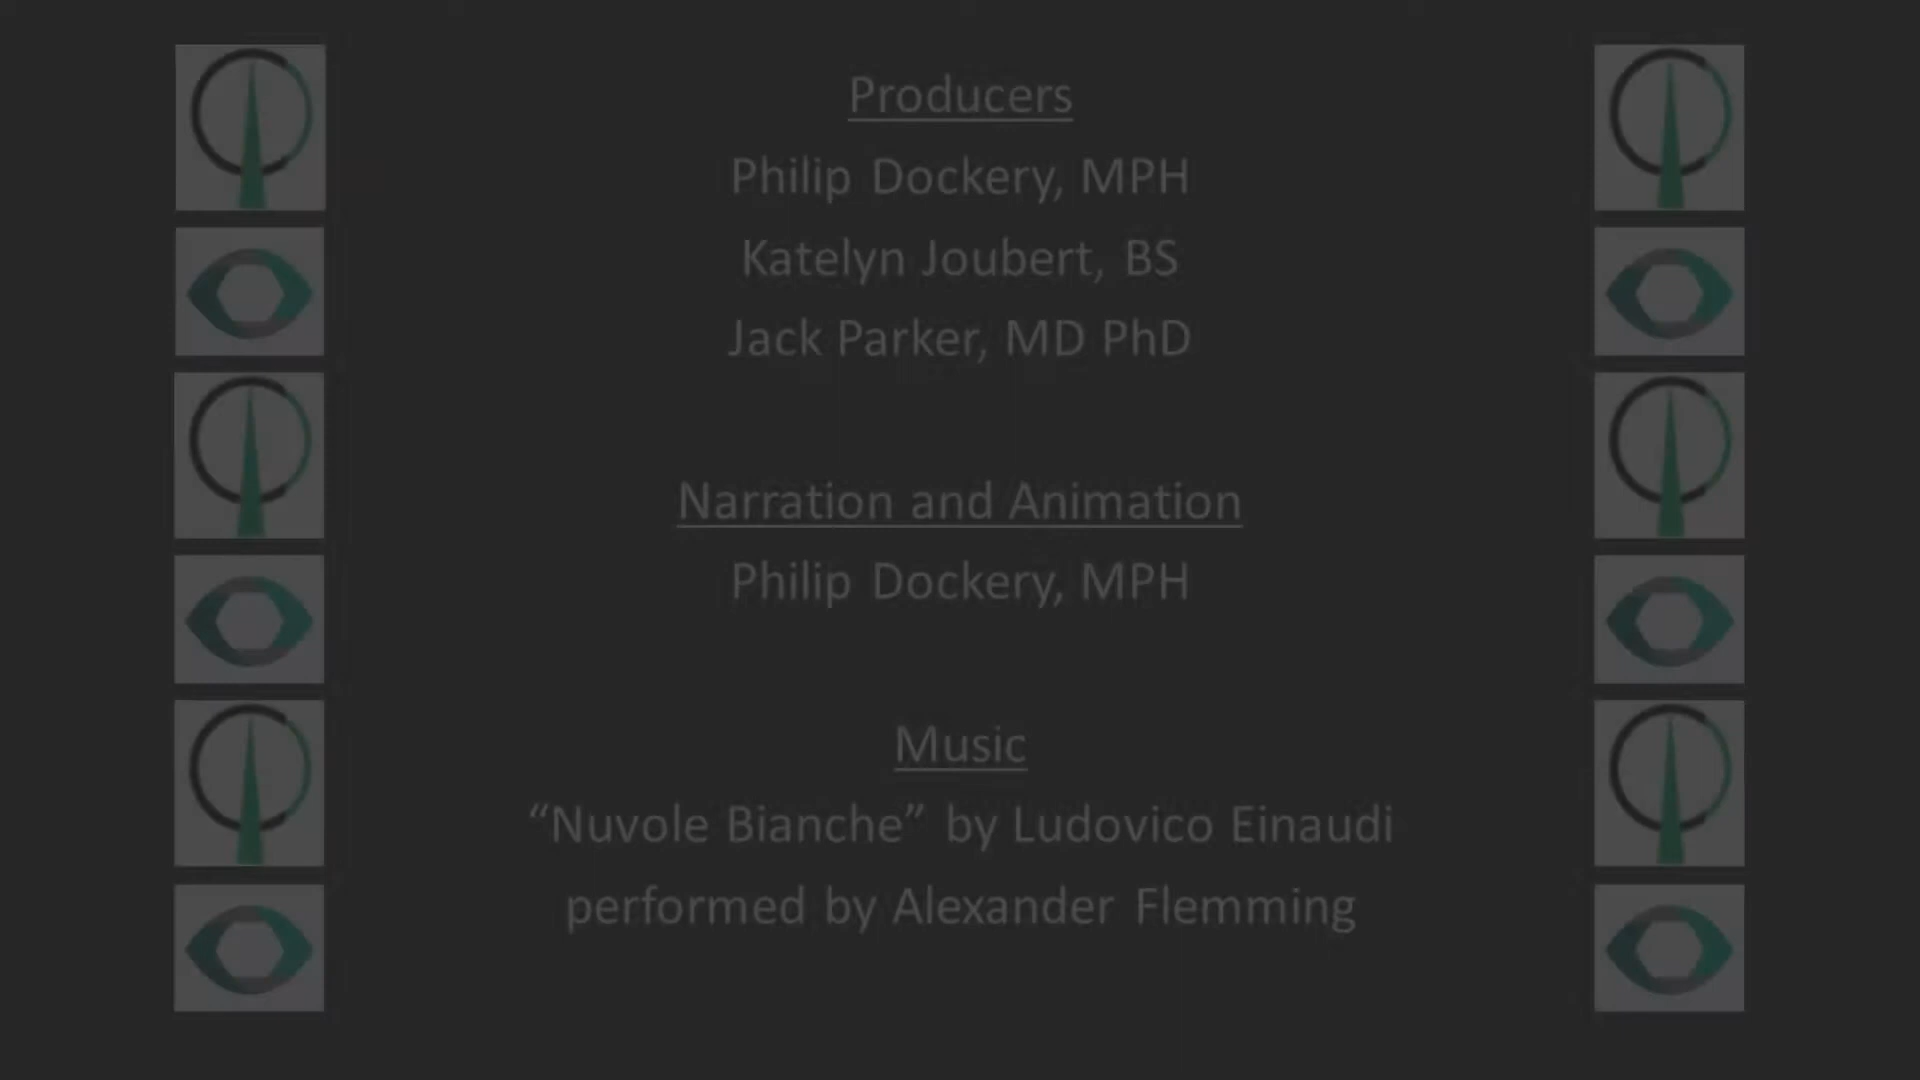 Producers
Philip Dockery, MPH
Katelyn Joubert, BS
Jack Parker, MD PhD
Narration and Animation
Philip Dockery, MPH
Music
“Nuvole Bianche” by Ludovico Einaudi
performed by Alexander Flemming